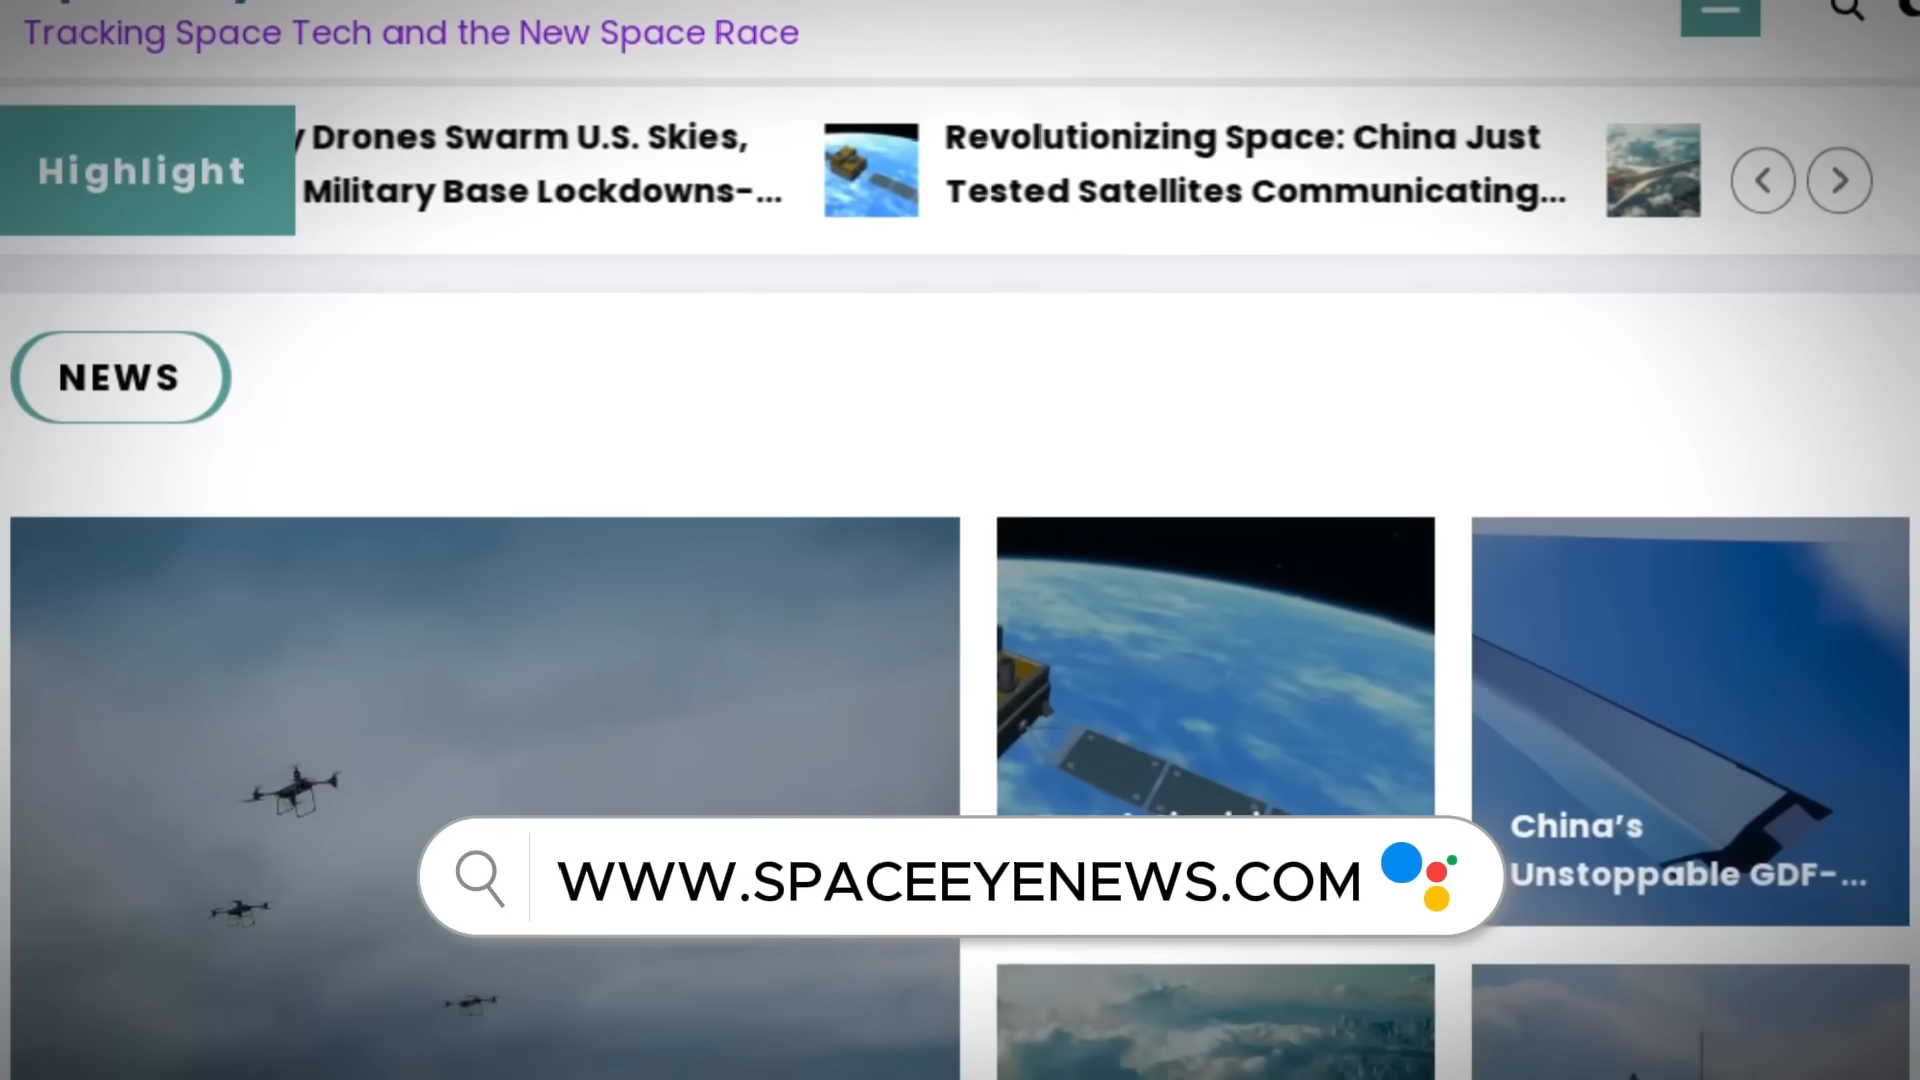 Tracking Space Tech and the New Space Race
Highlight
Drones Swarm U.S. Skies,
Military Base Lockdowns-...
Revolutionizing Space: China Just
Tested Satellites Communicating...
NEWS
China's
Unstoppable GDF-...
WWW.SPACEEYENEWS.COM